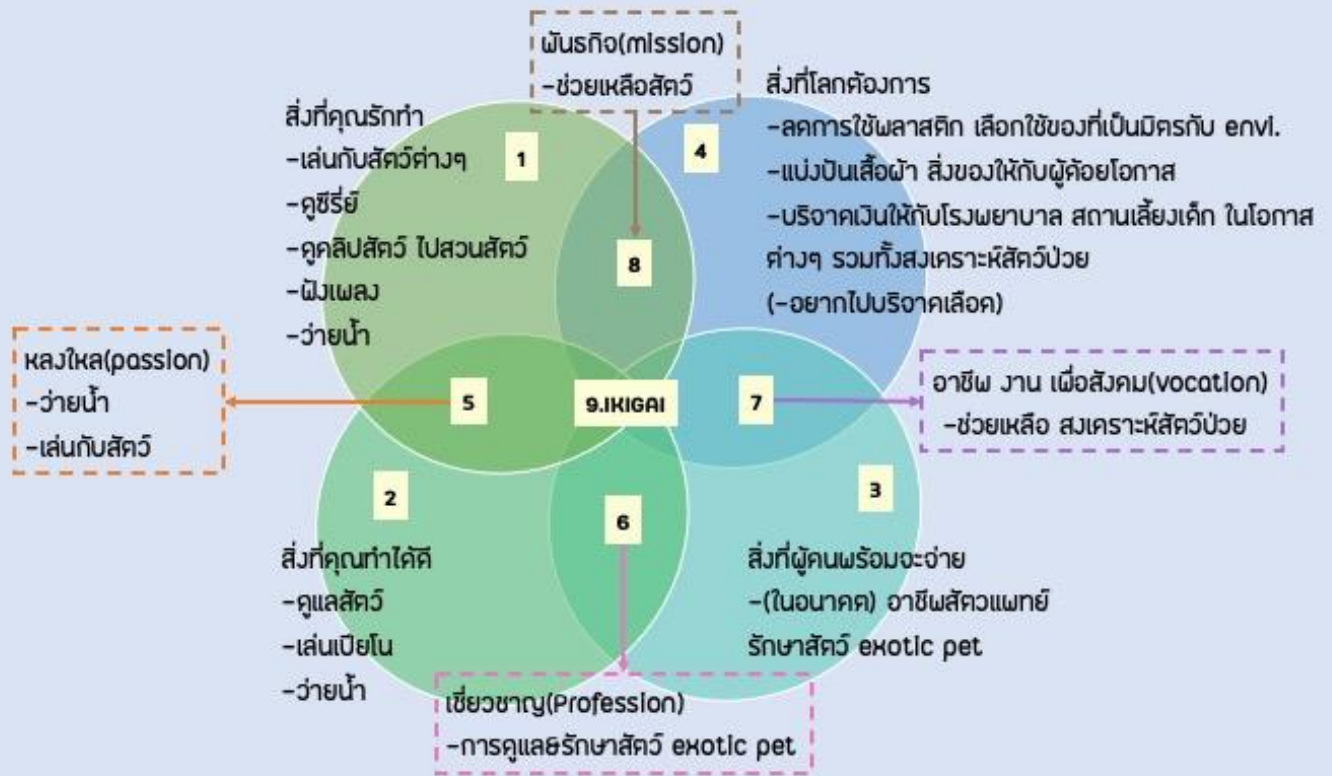 พันธกิจ(mission)
-ช่วยเหลือสัตว์
สิ่งที่คุณรักทำ
-เล่นกับสัตว์ต่างๆ
-ดูซีรี่ย์
-ดูคลิปสัตว์ ไปสวนสัตว์
-ฟังเพลง
-ว่ายน้ำ
1
4
สิ่งที่โลกต้องการ
-ลดการใช้พลาสติก เลือกใช้ของที่เป็นมิตรกับ envi.
-แบ่งปันเสื้อผ้า สิ่งของให้กับผู้ด้อยโอกาส
-บริจาคเงินให้กับโรงพยาบาล สถานเลี้ยงเด็ก ในโอกาส
ต่างๆ รวมทั้งสงเคราะห์สัตว์ป่วย
(-อยากไปบริจาคเลือด)
8
หลงใหล(passion)
-ว่ายน้ำ
-เล่นกับสัตว์
5
9.IKIGAI
7
อาชีพ งาน เพื่อสังคม(vocation)
-ช่วยเหลือ สงเคราะห์สัตว์ป่วย
2
6
3
สิ่งที่คุณทำได้ดี
-ดูแลสัตว์
-เล่นเปียโน
-ว่ายน้ำ
สิ่งที่ผู้คนพร้อมจะจ่าย
-(ในอนาคต) อาชีพสัตวแพทย์
รักษาสัตว์ exotic pet
เชี่ยวชาญ(Profession)
-การดูแล&รักษาสัตว์ exotic pet